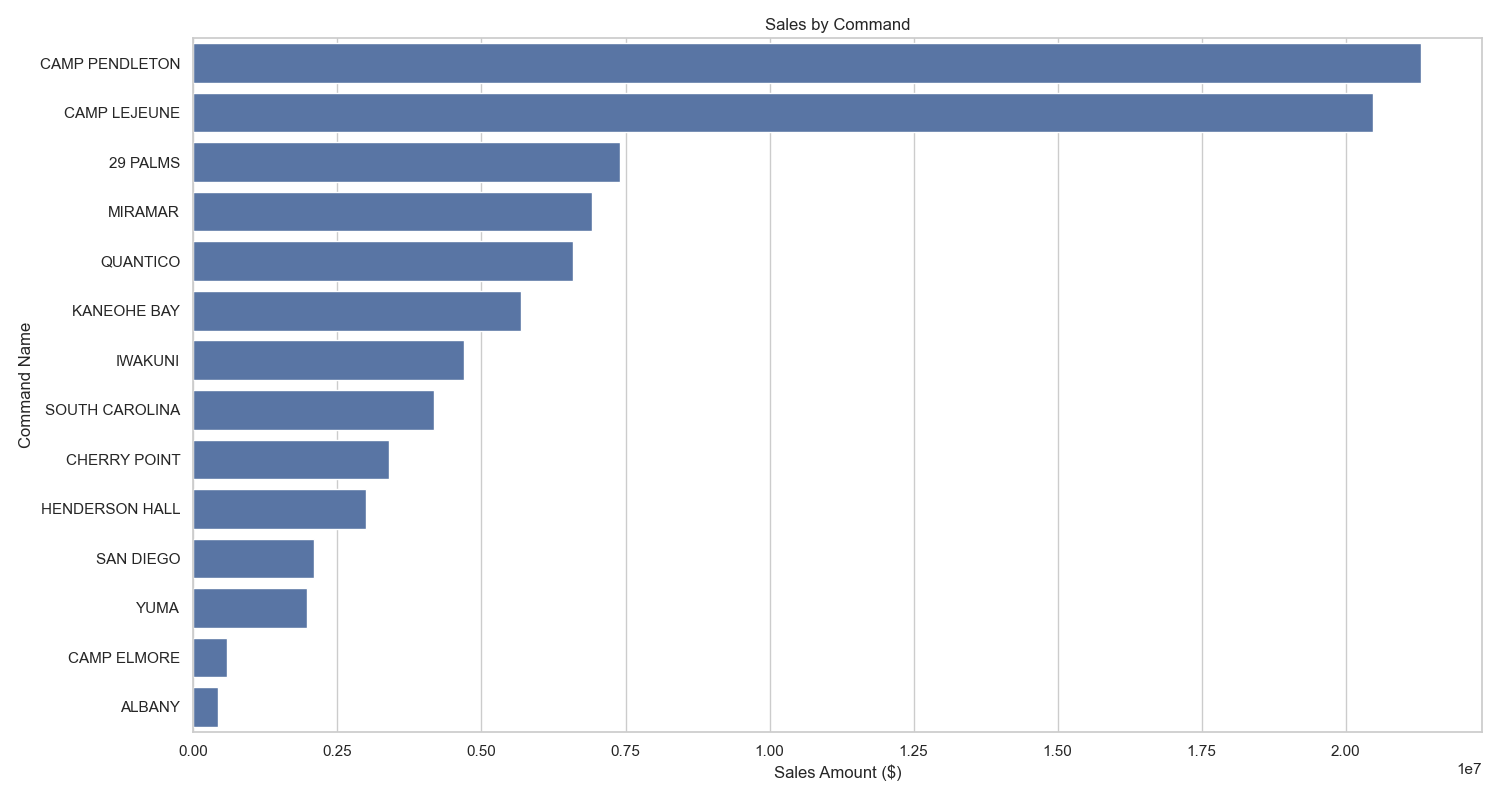 Sales by Command
CAMP PENDLETON
CAMP LEJEUNE
29 PALMS
MIRAMAR
QUANTICO
KANEOHE BAY
IWAKUNI
SOUTH CAROLINA
CHERRY POINT
HENDERSON HALL
SAN DIEGO
YUMA
CAMP ELMORE
ALBANY
Command Name
0.00 0.25 0.50 0.75 1.00 1.25 1.50 1.75 2.00
1e7
Sales Amount ($)